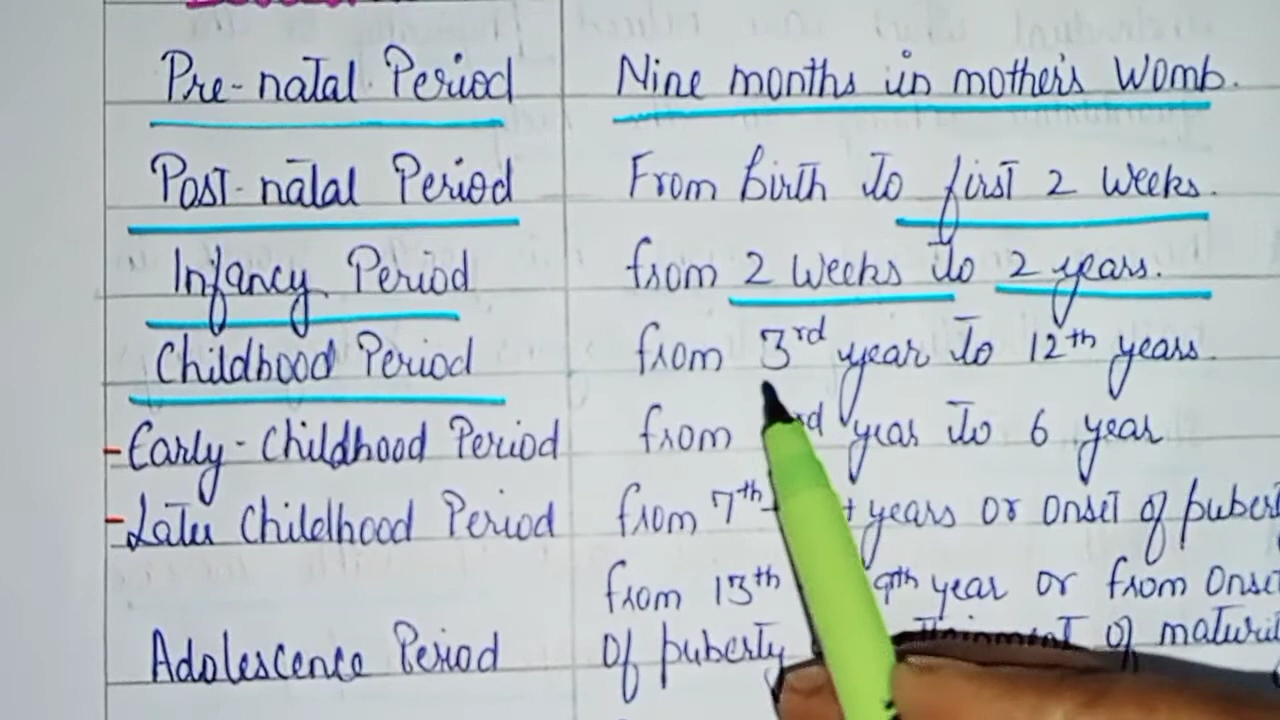 Pre-natal Period Nine months in mother's Womb.
Post-natal Period From birth to first 2 weeks.
Infancy Period from 2 weeks to 2 years.
Childhood Period from 3rd year to 12th years.
- Early-Childhood Period from year to 6 year
- Later Childhood Period from 7th years or onset of
from 13th year or from Onset
Adolescence Period of puberty of